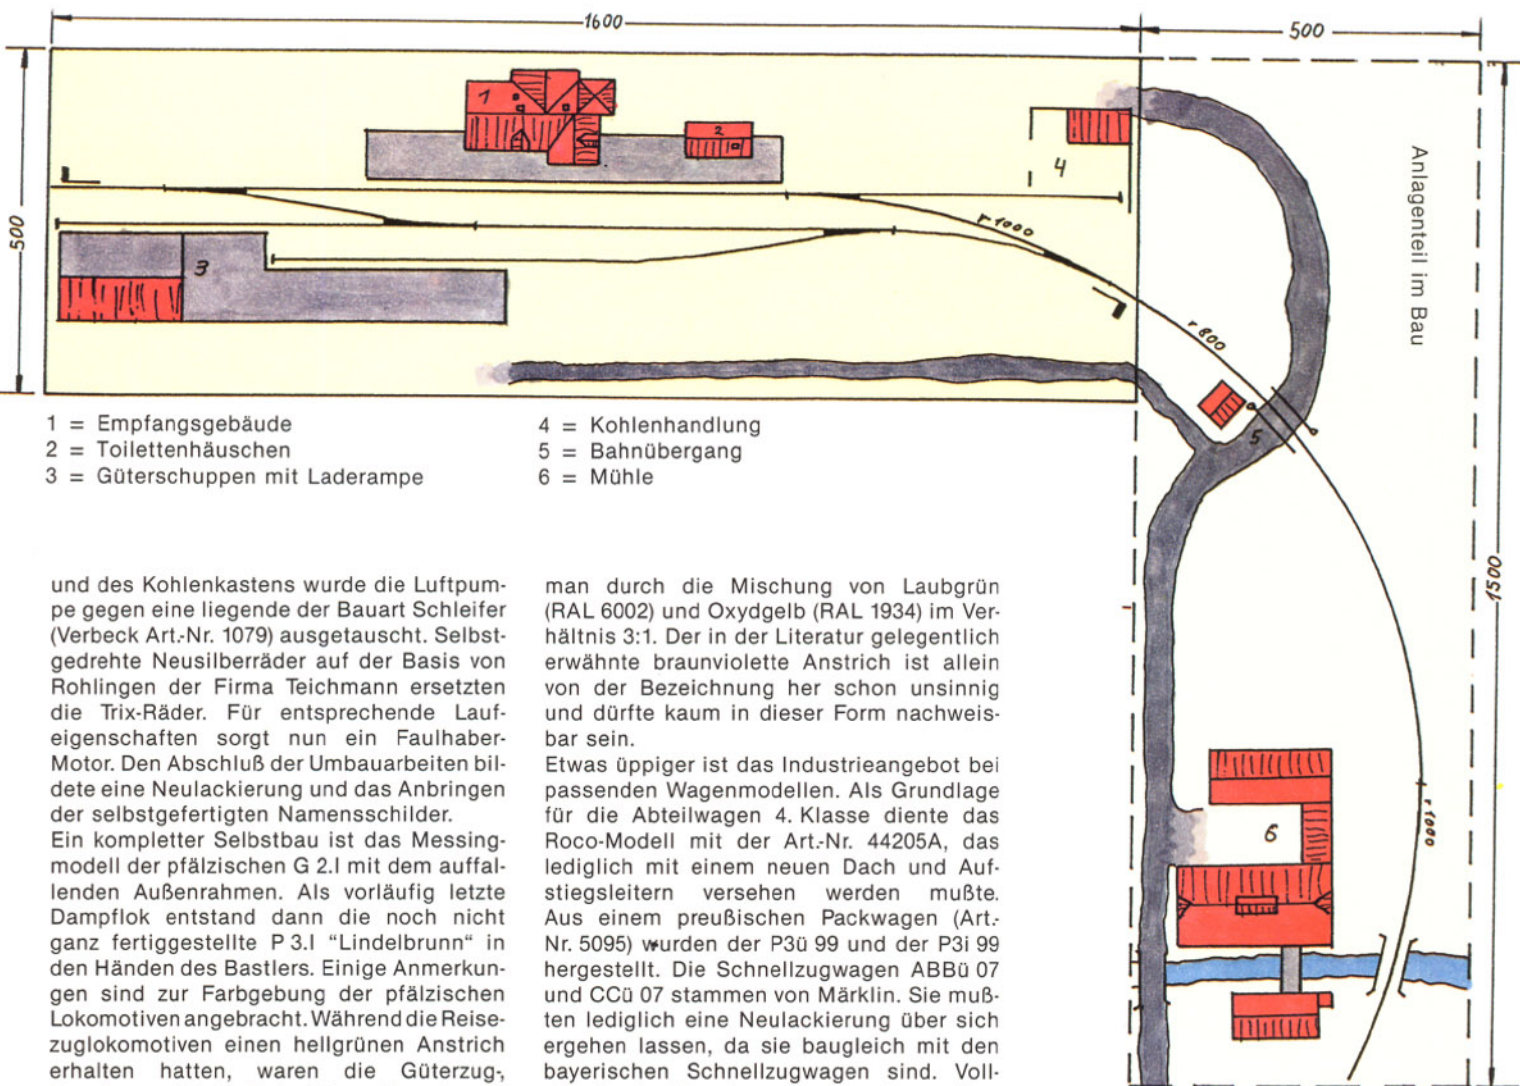 1600
500
500
1
2
4
r 1000
3
Anlagenteil im Bau
r 800
5
1500
6
r 1000
1 = Empfangsgebäude
2 = Toilettenhäuschen
3 = Güterschuppen mit Laderampe
4 = Kohlenhandlung
5 = Bahnübergang
6 = Mühle
und des Kohlenkastens wurde die Luftpum-
pe gegen eine liegende der Bauart Schleifer
(Verbeck Art.-Nr. 1079) ausgetauscht. Selbst-
gedrehte Neusilberräder auf der Basis von
Rohlingen der Firma Teichmann ersetzten
die Trix-Räder. Für entsprechende Lauf-
eigenschaften sorgt nun ein Faulhaber-
Motor. Den Abschluß der Umbauarbeiten bil-
dete eine Neulackierung und das Anbringen
der selbstgefertigten Namensschilder.
Ein kompletter Selbstbau ist das Messing-
modell der pfälzischen G 2.I mit dem auffal-
lenden Außenrahmen. Als vorläufig letzte
Dampflok entstand dann die noch nicht
ganz fertiggestellte P 3.I “Lindelbrunn“ in
den Händen des Bastlers. Einige Anmerkun-
gen sind zur Farbgebung der pfälzischen
Lokomotiven angebracht. Während die Reise-
zuglokomotiven einen hellgrünen Anstrich
erhalten hatten, waren die Güterzug-,
man durch die Mischung von Laubgrün
(RAL 6002) und Oxydgelb (RAL 1934) im Ver-
hältnis 3:1. Der in der Literatur gelegentlich
erwähnte braunviolette Anstrich ist allein
von der Bezeichnung her schon unsinnig
und dürfte kaum in dieser Form nachweis-
bar sein.
Etwas üppiger ist das Industrieangebot bei
passenden Wagenmodellen. Als Grundlage
für die Abteilwagen 4. Klasse diente das
Roco-Modell mit der Art.-Nr. 44205A, das
lediglich mit einem neuen Dach und Auf-
stiegsleitern versehen werden mußte.
Aus einem preußischen Packwagen (Art.-
Nr. 5095) wurden der P3ü 99 und der P3i 99
hergestellt. Die Schnellzugwagen ABBü 07
und CCü 07 stammen von Märklin. Sie muß-
ten lediglich eine Neulackierung über sich
ergehen lassen, da sie baugleich mit den
bayerischen Schnellzugwagen sind. Voll-